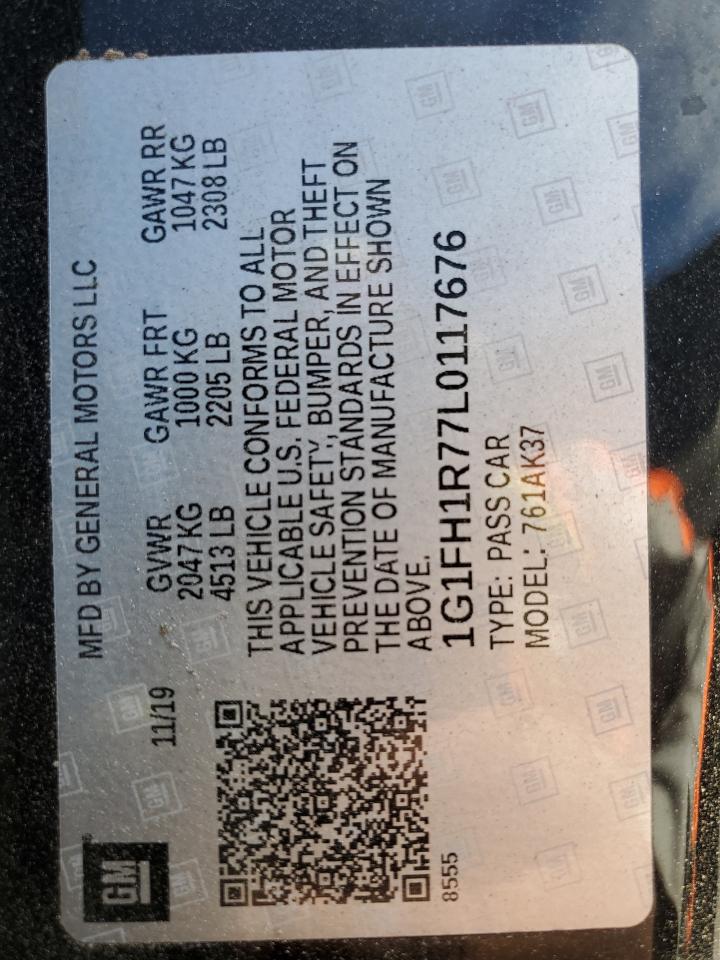 GM
MFD BY GENERAL MOTORS LLC
11/19
GVWR GAWR FRT GAWR RR
2047 KG 1000 KG 1047 KG
4513 LB 2205 LB 2308 LB
THIS VEHICLE CONFORMS TO ALL
APPLICABLE U.S. FEDERAL MOTOR
VEHICLE SAFETY, BUMPER, AND THEFT
PREVENTION STANDARDS IN EFFECT ON
THE DATE OF MANUFACTURE SHOWN
ABOVE.
8555
1G1FH1R77L0117676
TYPE: PASS CAR
MODEL: 761AK37